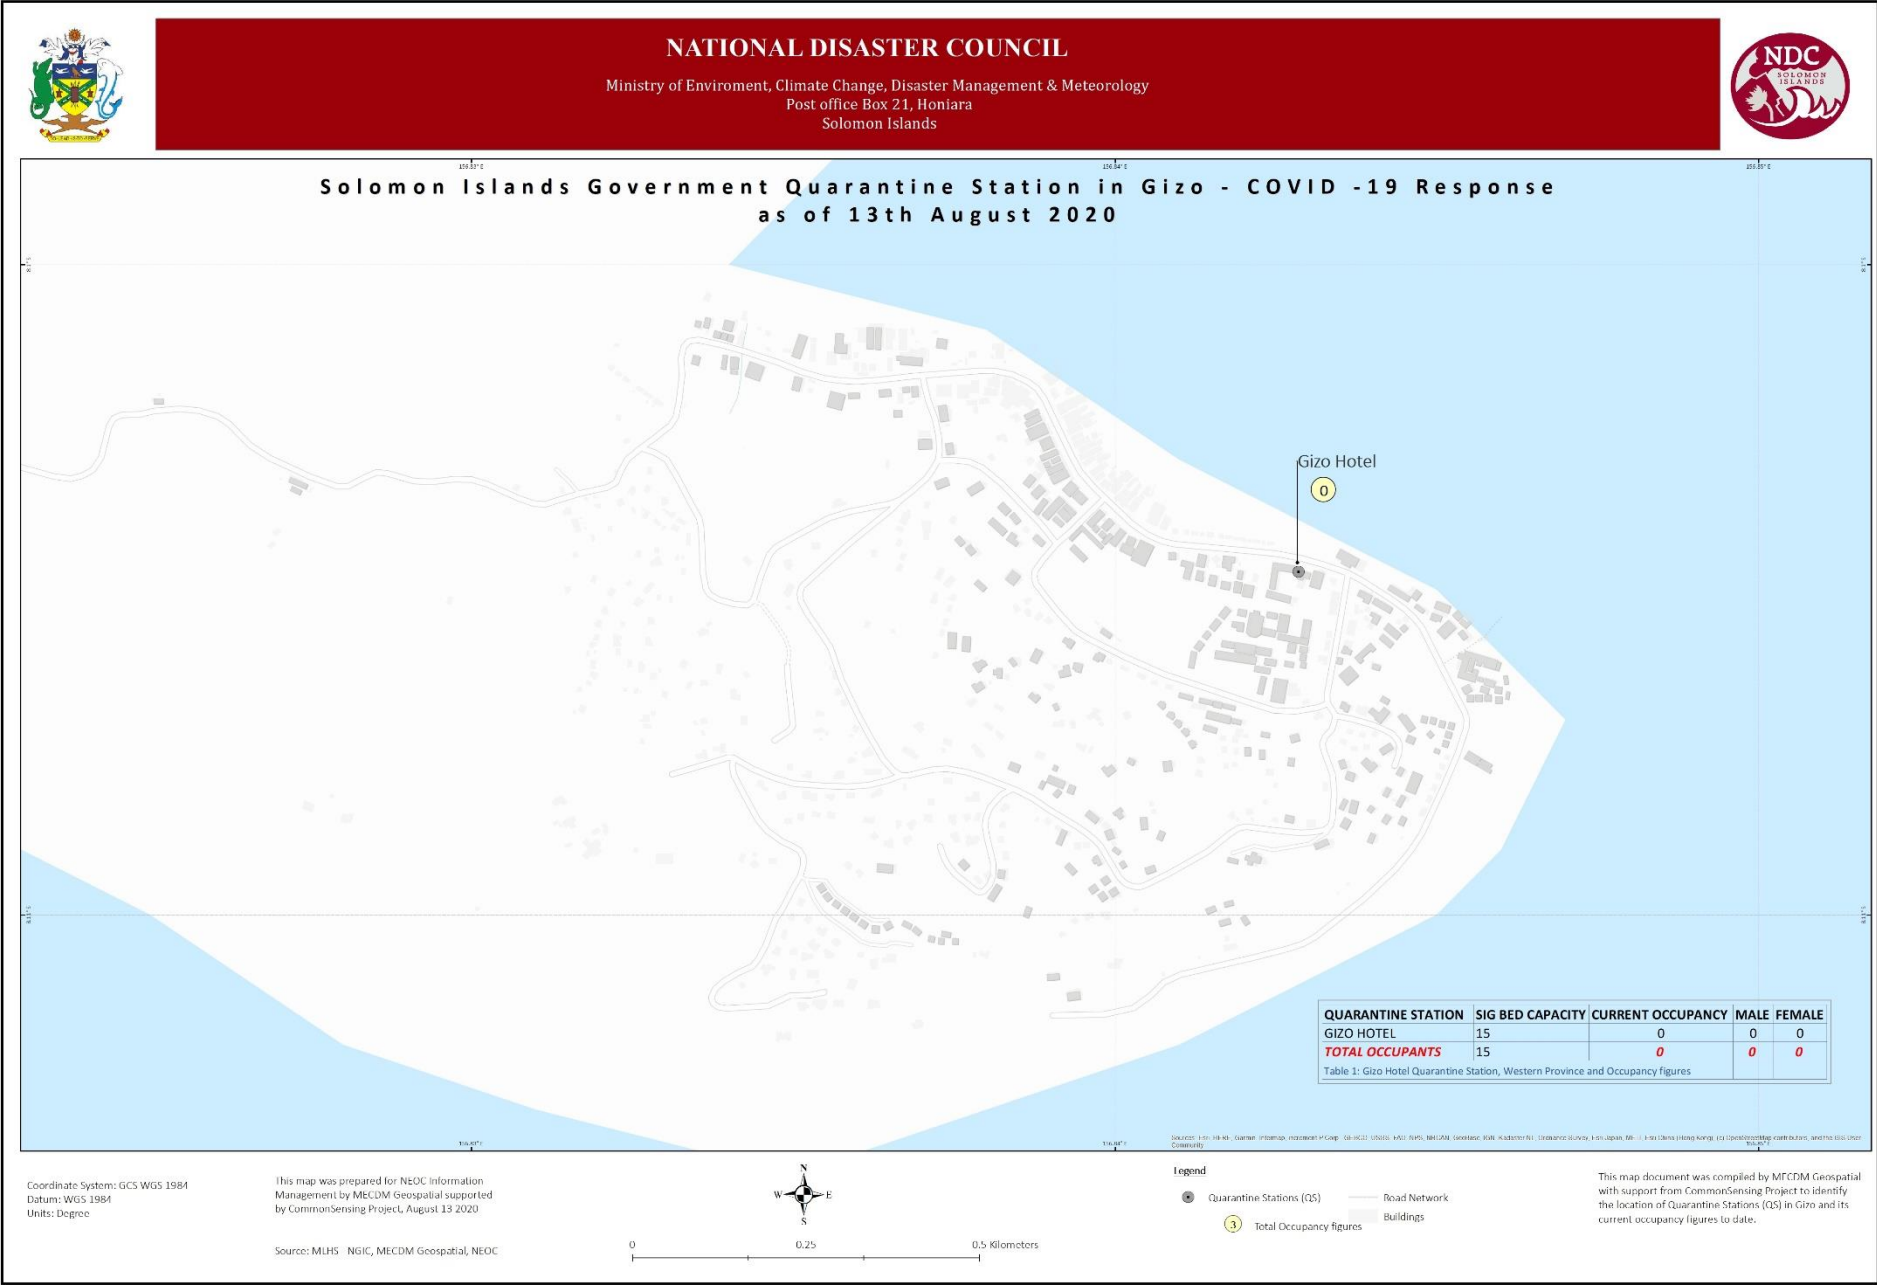 NATIONAL DISASTER COUNCIL
Ministry of Enviroment, Climate Change, Disaster Management & Meteorology
Post office Box 21, Honiara
Solomon Islands
NDC
SOLOMON
ISLANDS
Solomon Islands Government Quarantine Station in Gizo - COVID -19 Response
as of 13th August 2020
Gizo Hotel
0
QUARANTINE STATION SIG BED CAPACITY CURRENT OCCUPANCY MALE FEMALE
GIZO HOTEL 15 0 0 0
TOTAL OCCUPANTS 15 0 0 0
Table 1: Gizo Hotel Quarantine Station, Western Province and Occupancy figures
Coordinate System: GCS WGS 1984
Datum: WGS 1984
Units: Degree
This map was prepared for NEOC Information
Management by MECDM Geospatial supported
by CommonSensing Project, August 13 2020
Source: MLHS NGIC, MECDM Geospatial, NEOC
N
W E
S
0 0.25 0.5 Kilometers
Legend
Quarantine Stations (QS) Road Network
3 Total Occupancy figures Buildings
This map document was compiled by MECDM Geospatial
with support from CommonSensing Project to identify
the location of Quarantine Stations (QS) in Gizo and its
current occupancy figures to date.